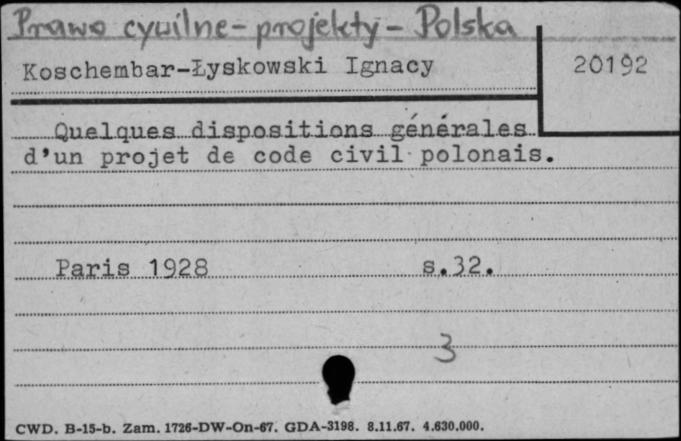 Prawo cywilne - projekty - Polska
Koschembar-Łyskowski Ignacy
20192
Quelques dispositions générales
d'un projet de code civil polonais.
Paris 1928 s.32.
3
CWD. B-15-b. Zam. 1726-DW-On-67. GDA-3198. 8.11.67. 4.630.000.